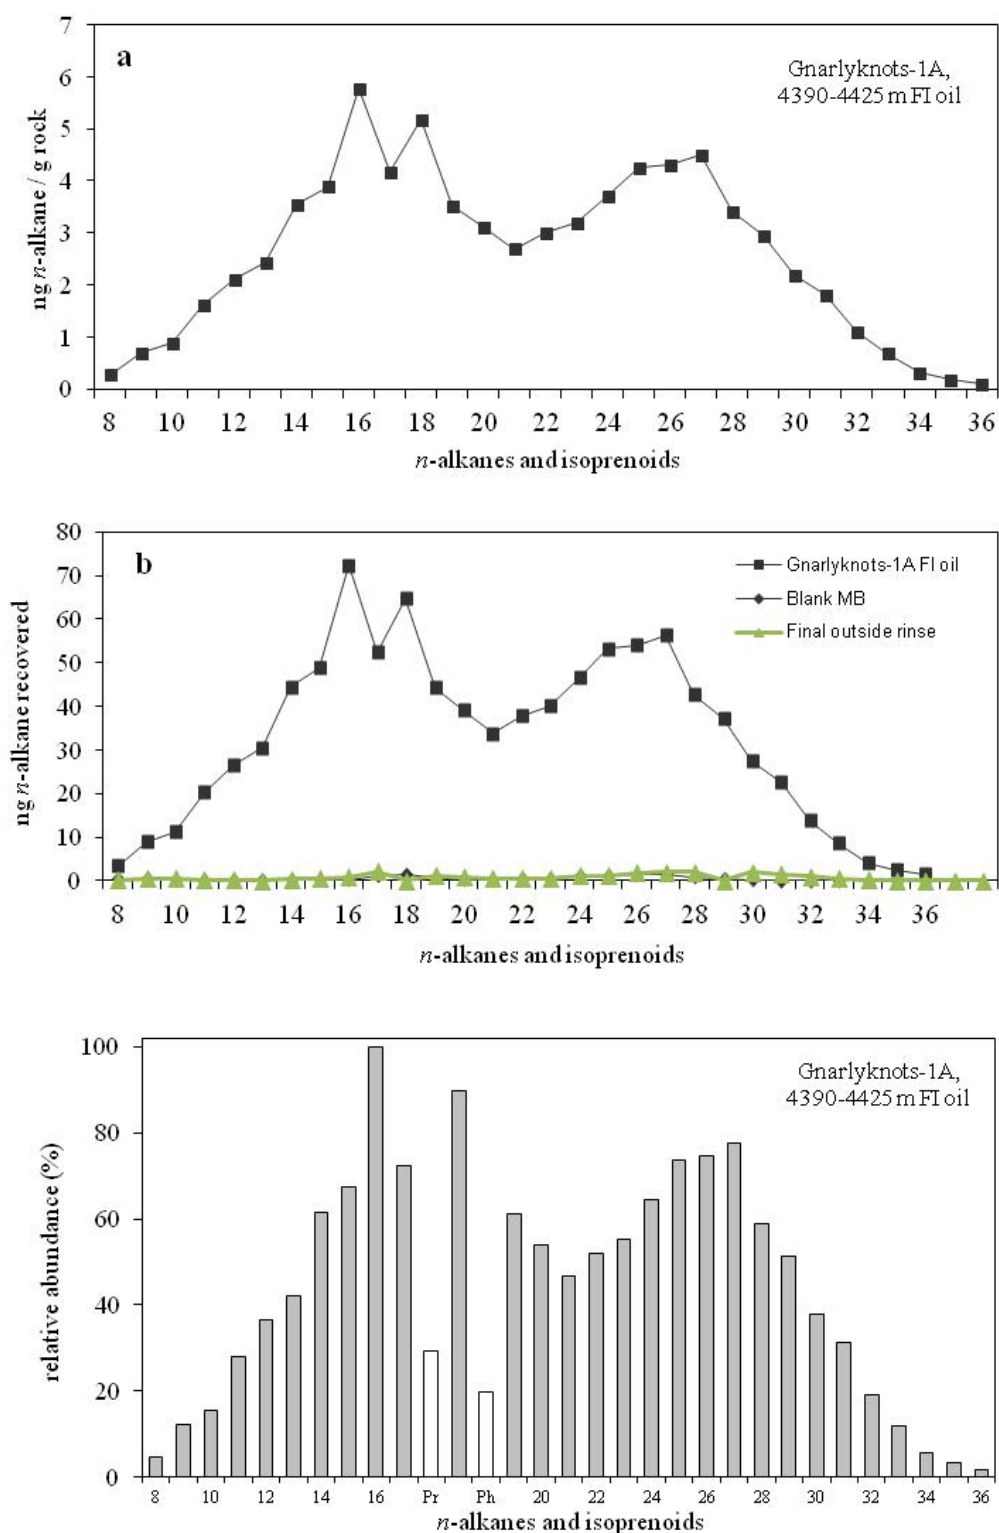 7
6
5
4
3
2
1
0
ng n-alkane / g rock
a
Gnarlyknots-1A,
4390-4425 m FI oil
8 10 12 14 16 18 20 22 24 26 28 30 32 34 36
n-alkanes and isoprenoids
80
70
60
50
40
30
20
10
0
ng n-alkane recovered
b
Gnarlyknots-1A FI oil
Blank MB
Final outside rinse
8 10 12 14 16 18 20 22 24 26 28 30 32 34 36
n-alkanes and isoprenoids
100
80
60
40
20
0
relative abundance (%)
Gnarlyknots-1A,
4390-4425 m FI oil
8 10 12 14 16 Pr Ph 20 22 24 26 28 30 32 34 36
n-alkanes and isoprenoids